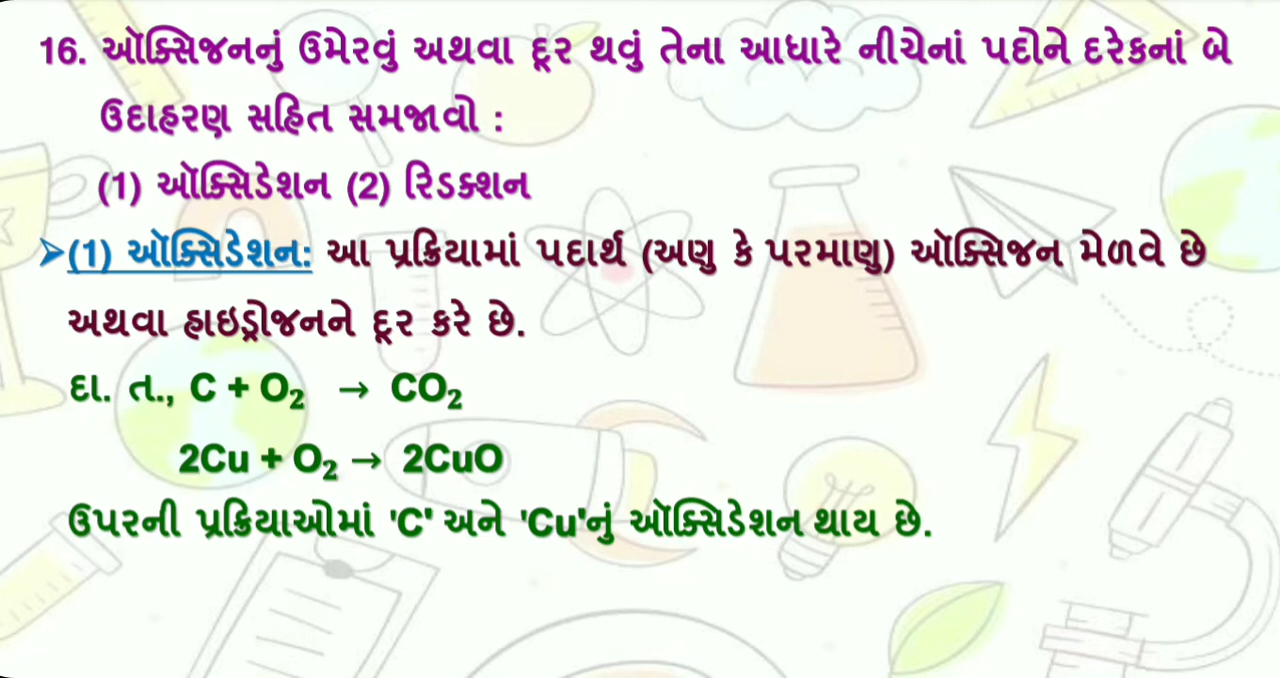 16. ઑક્સિજનનું ઉમેરવું અથવા દૂર થવું તેના આધારે નીચેનાં પદોને દરેકનાં બે
ઉદાહરણ સહિત સમજાવો :
(1) ઑક્સિડેશન (2) રિડક્શન
➢(1) ઑક્સિડેશન: આ પ્રક્રિયામાં પદાર્થ (અણુ કે પરમાણુ) ઑક્સિજન મેળવે છે
અથવા હાઇડ્રોજનને દૂર કરે છે.
દા. ત., C + O₂ → CO₂
2Cu + O₂ → 2CuO
ઉપરની પ્રક્રિયાઓમાં 'C' અને 'Cu'નું ઑક્સિડેશન થાય છે.